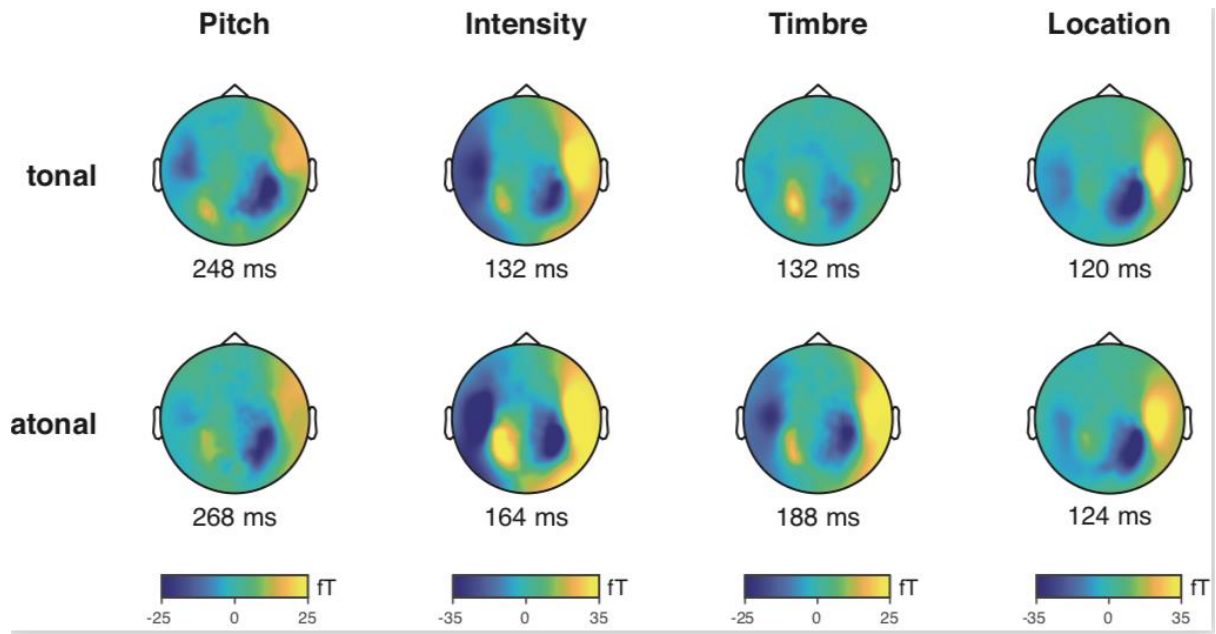 Pitch Intensity Timbre Location
tonal
248 ms 132 ms 132 ms 120 ms
atonal
268 ms 164 ms 188 ms 124 ms
fT fT fT fT
-25 0 25 -35 0 35 -25 0 25 -35 0 35